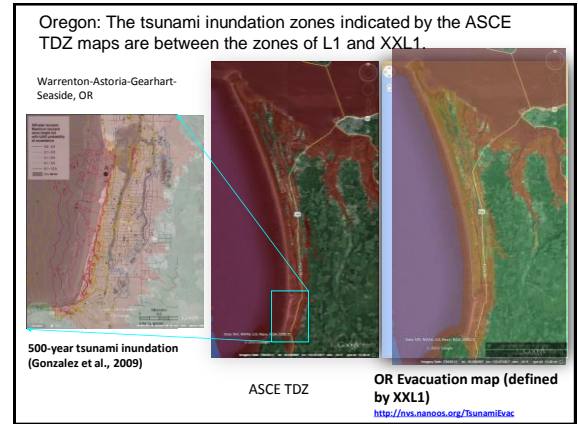 Oregon: The tsunami inundation zones indicated by the ASCE
TDZ maps are between the zones of L1 and XXL1.
Warrenton-Astoria-Gearhart-
Seaside, OR
500-year tsunami inundation
(Gonzalez et al., 2009)
ASCE TDZ
OR Evacuation map (defined
by XXL1)
http://nvs.nanoos.org/TsunamiEvac